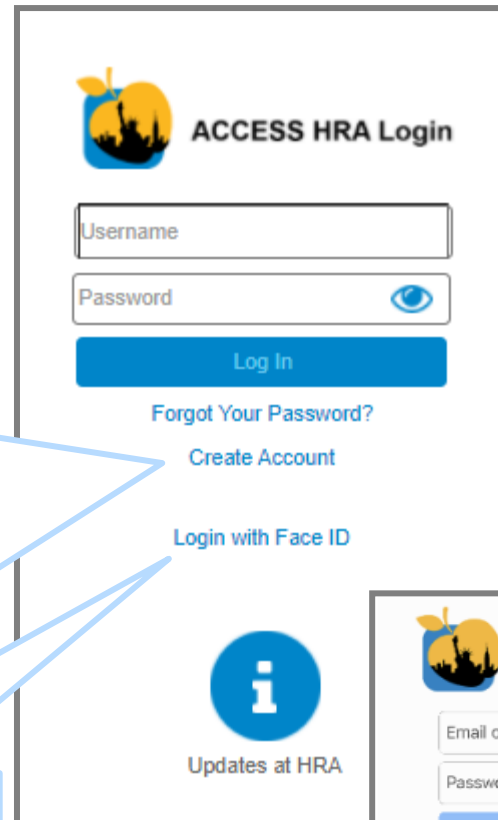 ACCESS HRA Login
Username
Password
Log In
Forgot Your Password?
Create Account
Login with Face ID
Updates at HRA
Email